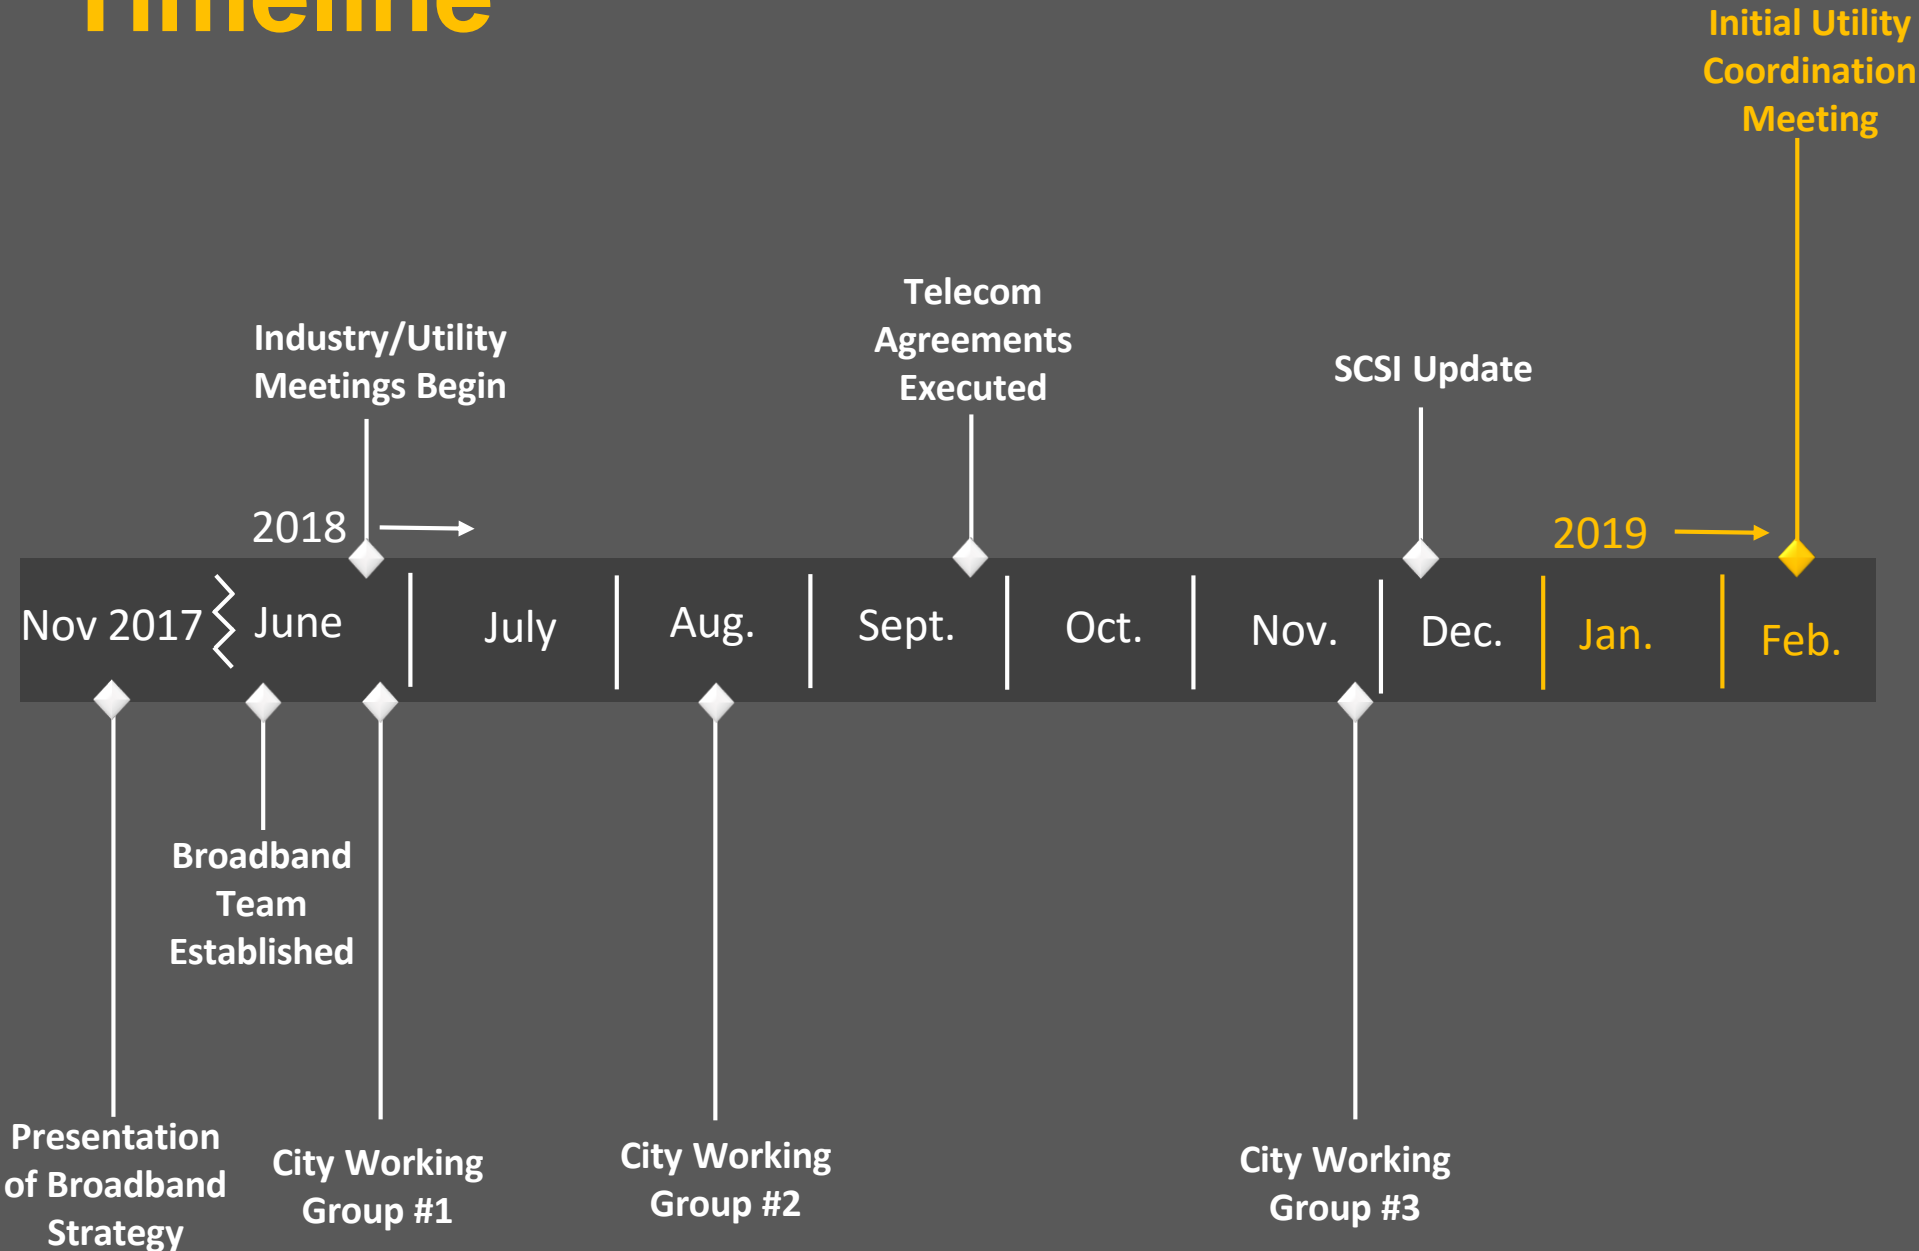 Timeline
Initial Utility
Coordination
Meeting
Telecom
Agreements
Executed
Industry/Utility
Meetings Begin
SCSI Update
2018
2019
Nov 2017
June
July
Aug.
Sept.
Oct.
Nov.
Dec.
Jan.
Feb.
Broadband
Team
Established
Presentation
of Broadband
Strategy
City Working
Group #1
City Working
Group #2
City Working
Group #3